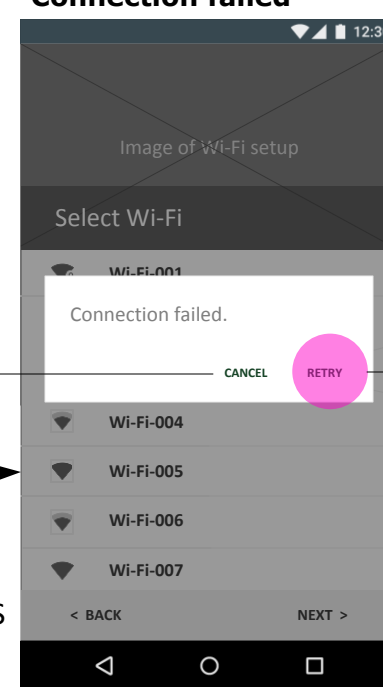 Connection failed
12:3
Image of Wi-Fi setup
Select Wi-Fi
Wi-Fi-001
Connection failed.
CANCEL RETRY
Wi-Fi-004
Wi-Fi-005
Wi-Fi-006
Wi-Fi-007
S
< BACK NEXT >